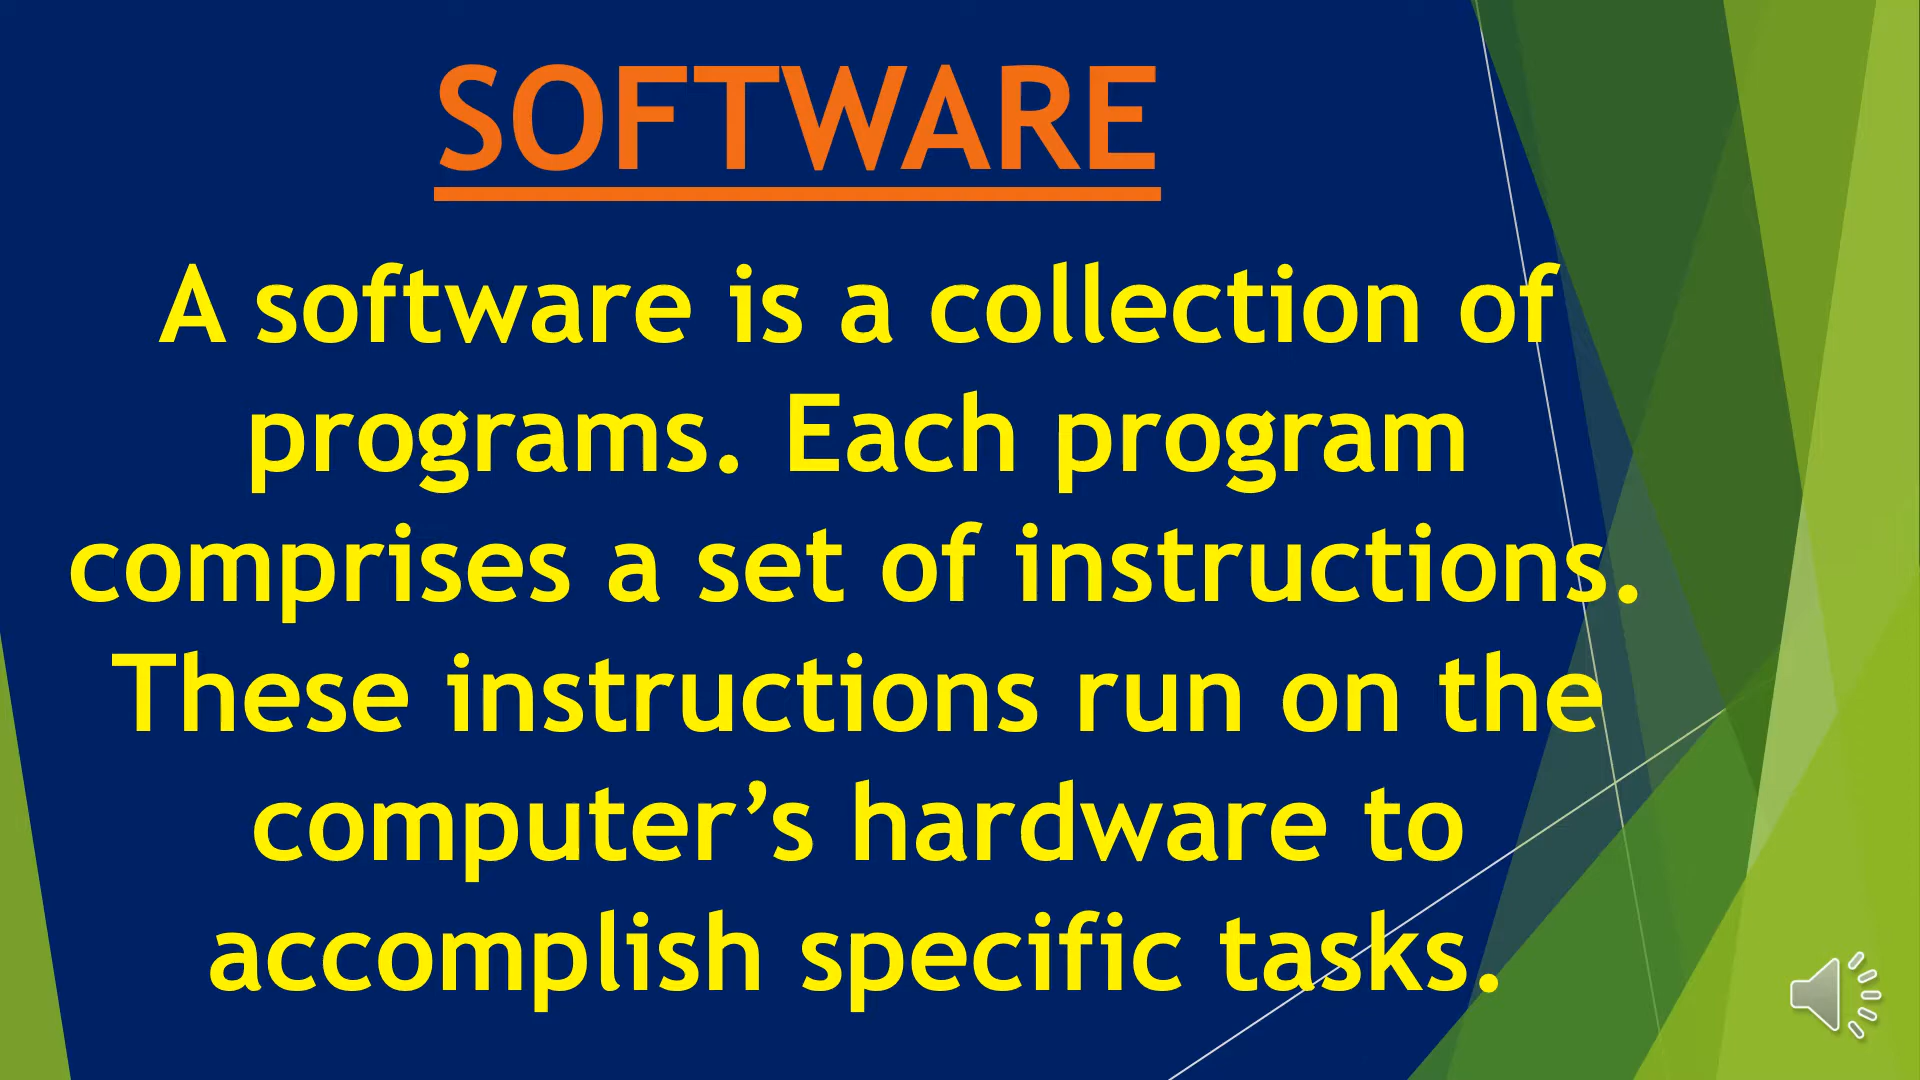 SOFTWARE
A software is a collection of
programs. Each program
comprises a set of instructions.
These instructions run on the
computer’s hardware to
accomplish specific tasks.